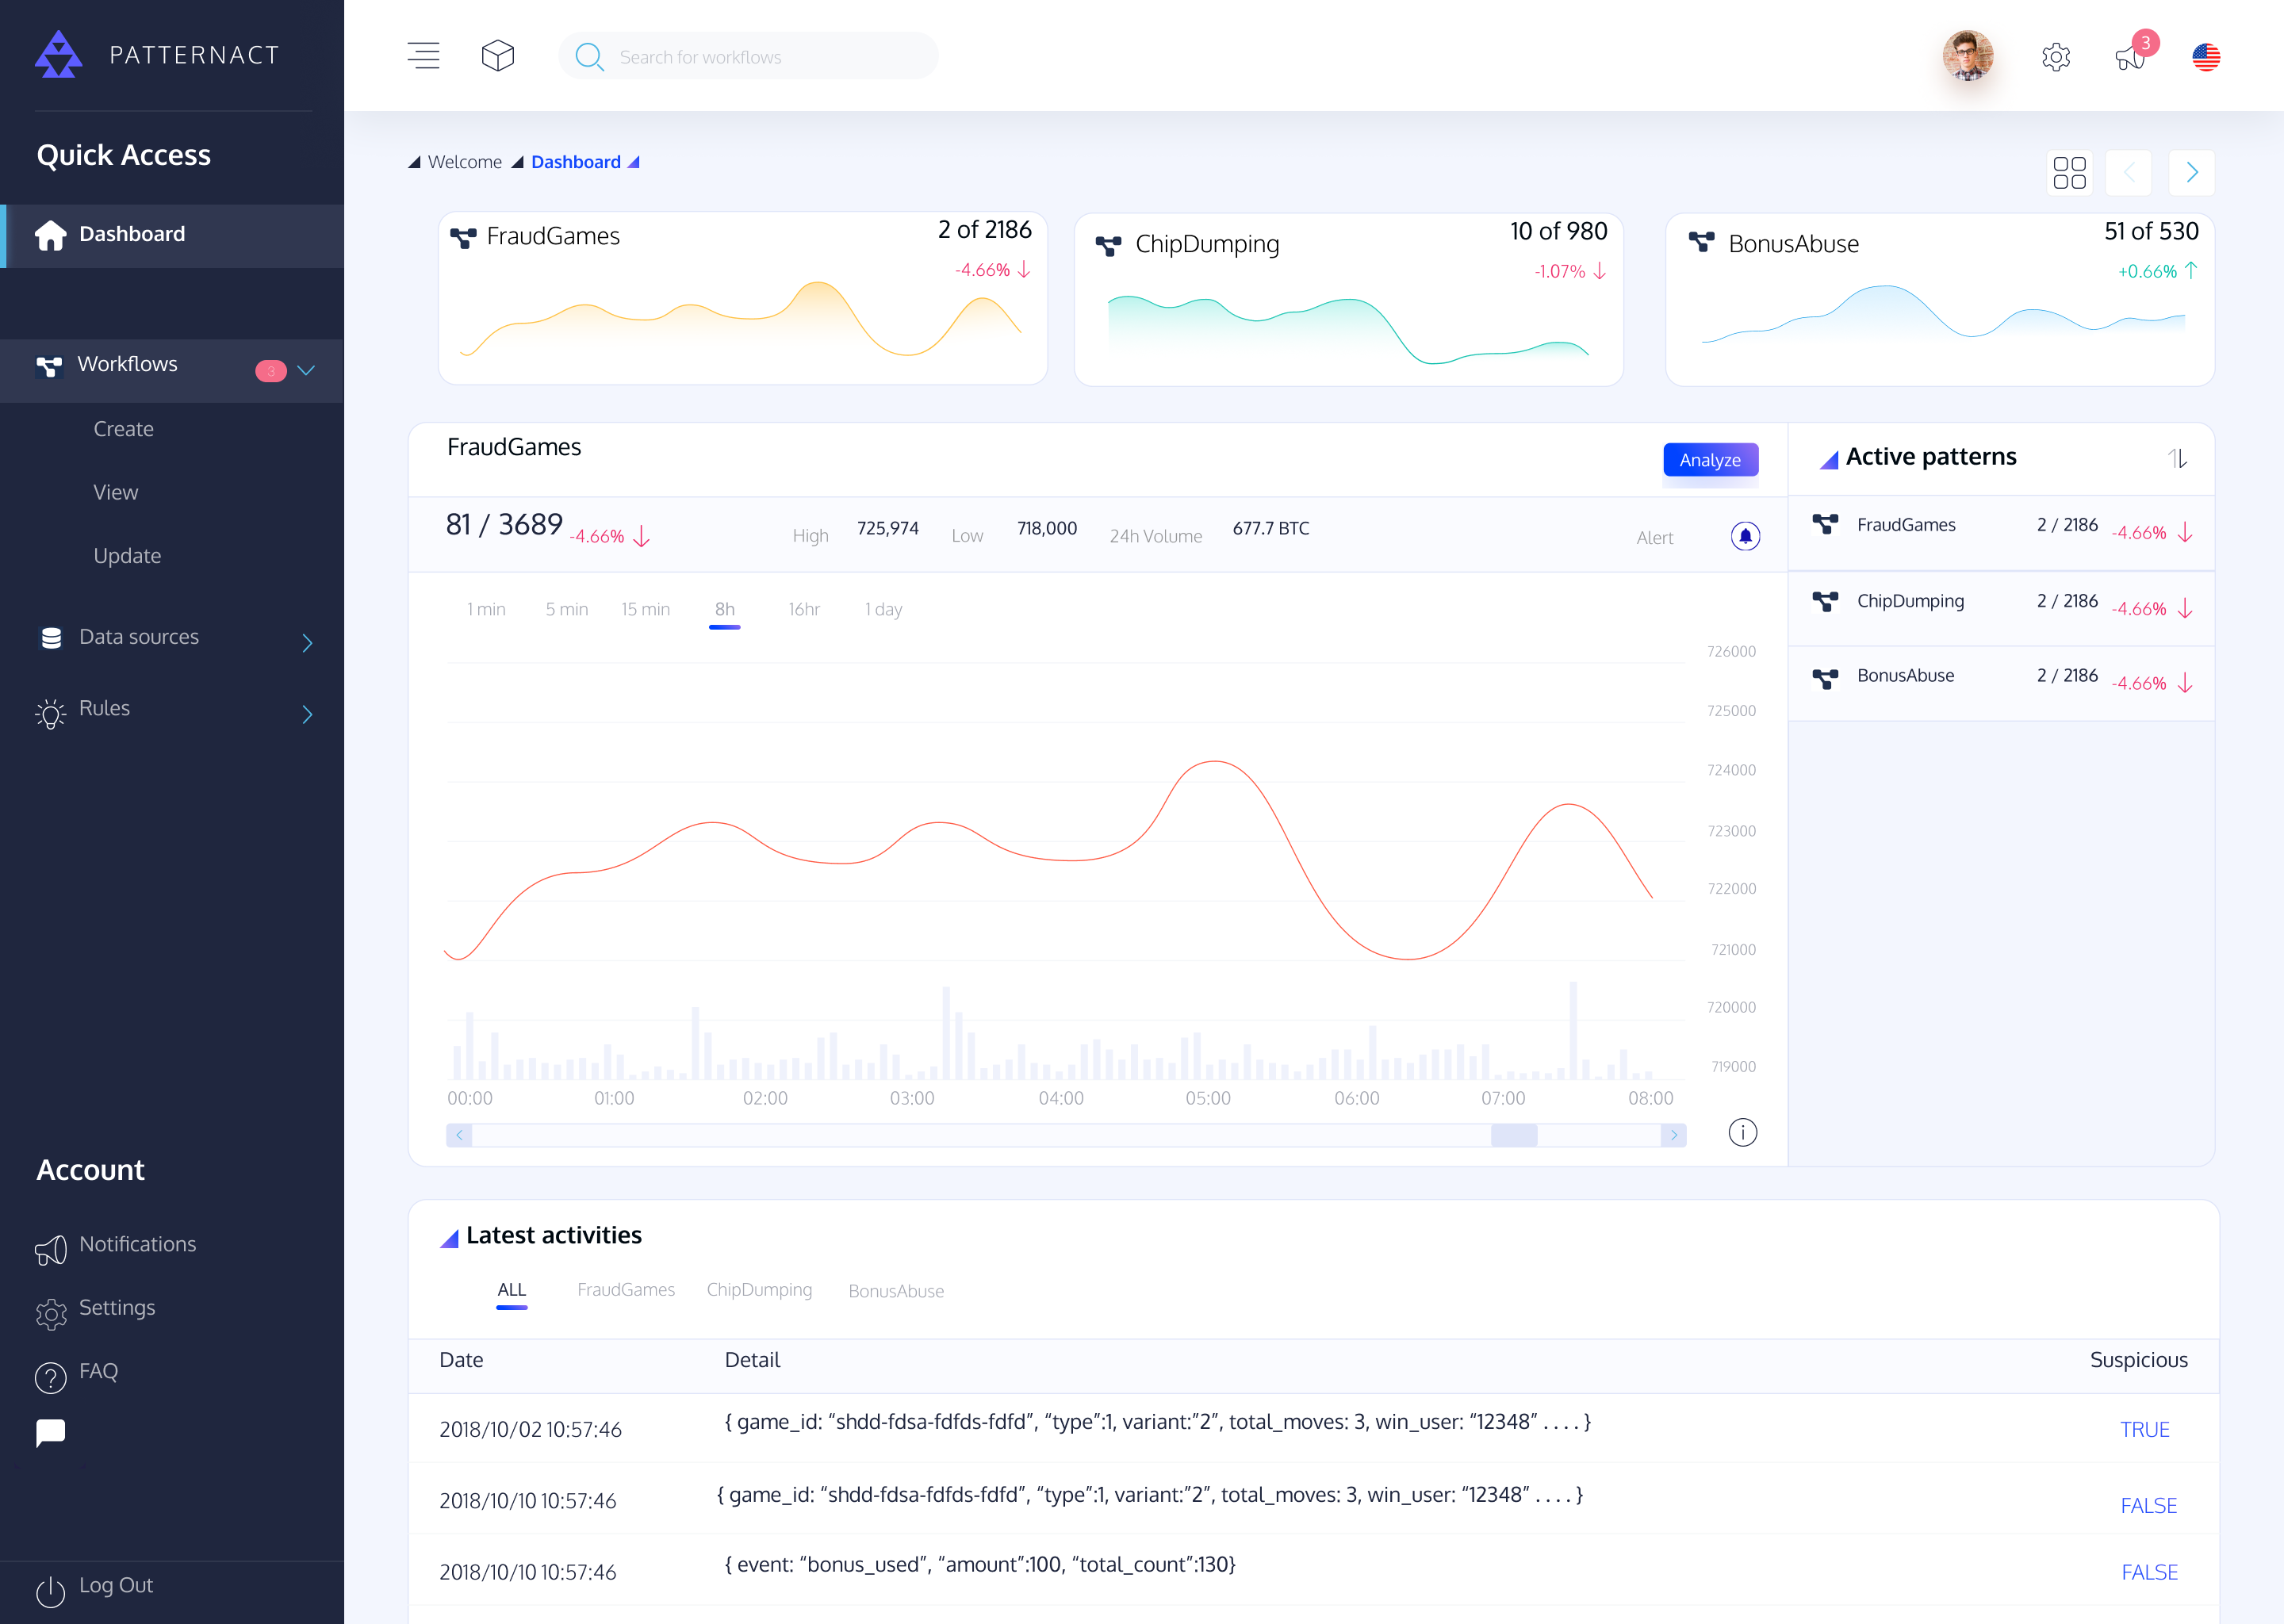 PATTERNACT
Search for workflows
3
Quick Access
Dashboard
Workflows 3
Create
View
Update
Data sources
Rules
Account
Notifications
Settings
FAQ
Log Out
Welcome Dashboard
FraudGames 2 of 2186
-4.66%
ChipDumping 10 of 980
-1.07%
BonusAbuse 51 of 530
+0.66%
FraudGames
Analyze
81 / 3689 -4.66% High 725,974 Low 718,000 24h Volume 677.7 BTC Alert
1 min 5 min 15 min 8h 16hr 1 day
726000
725000
724000
723000
722000
721000
720000
719000
00:00 01:00 02:00 03:00 04:00 05:00 06:00 07:00 08:00
Active patterns
FraudGames 2 / 2186 -4.66%
ChipDumping 2 / 2186 -4.66%
BonusAbuse 2 / 2186 -4.66%
Latest activities
ALL FraudGames ChipDumping BonusAbuse
Date Detail Suspicious
2018/10/02 10:57:46 { game_id: “shdd-fdsa-fdfds-fdfd”, “type”:1, variant:”2”, total_moves: 3, win_user: “12348” . . . . }  TRUE
2018/10/10 10:57:46 { game_id: “shdd-fdsa-fdfds-fdfd”, “type”:1, variant:”2”, total_moves: 3, win_user: “12348” . . . . }  FALSE
2018/10/10 10:57:46 { event: “bonus_used”, “amount”:100, “total_count”:130}  FALSE